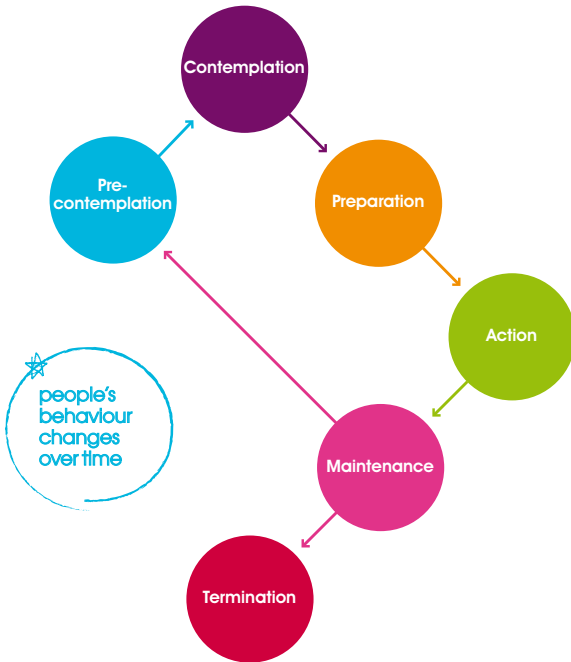 Contemplation
Pre-
contemplation
Preparation
Action
people's
behaviour
changes
over time
Maintenance
Termination